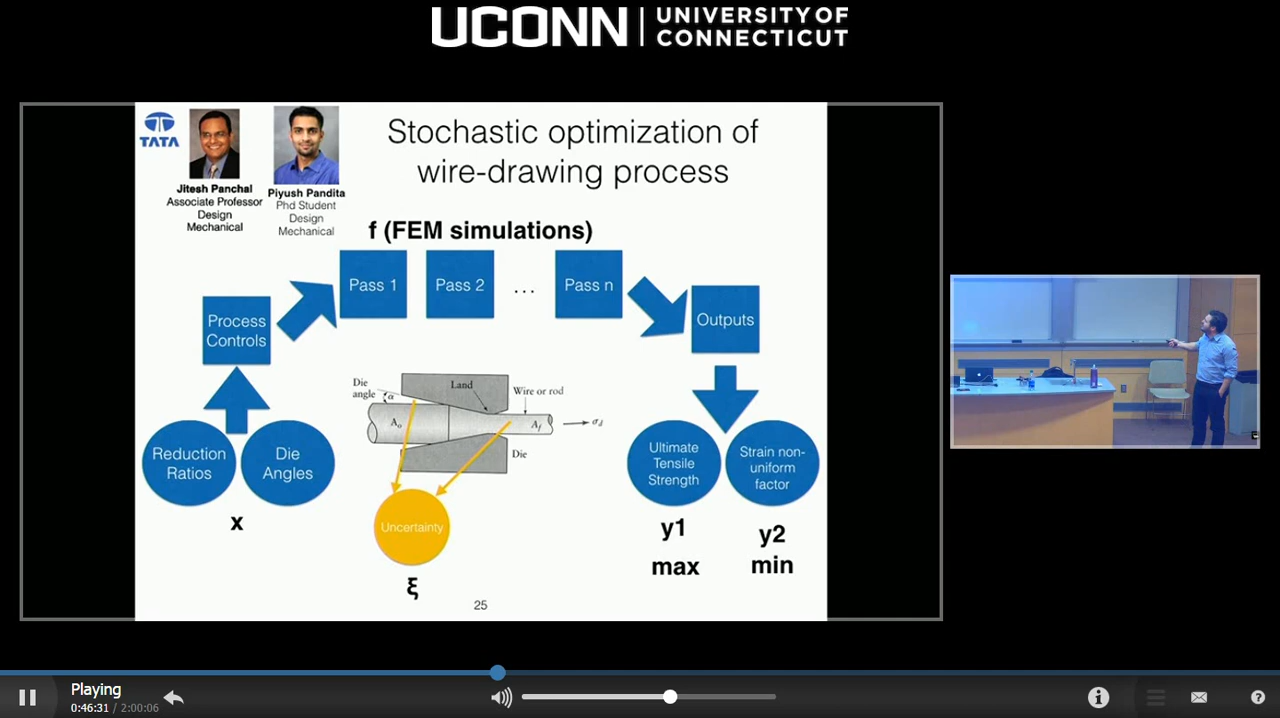 UCONN
UNIVERSITY OF
CONNECTICUT
TATA
Jitesh Panchal
Associate Professor
Design
Mechanical
Piyush Pandita
Phd Student
Design
Mechanical
Stochastic optimization of
wire-drawing process
f (FEM simulations)
Pass 1
Pass 2
...
Pass n
Process
Controls
Outputs
Reduction
Ratios
Die
Angles
x
Die
angle
α
Land
Wire or rod
A₀
A_f
σ_d
Die
Uncertainty
ξ
Ultimate
Tensile
Strength
Strain non-
uniform
factor
y1
max
y2
min
25
Playing
0:46:31 / 2:00:06